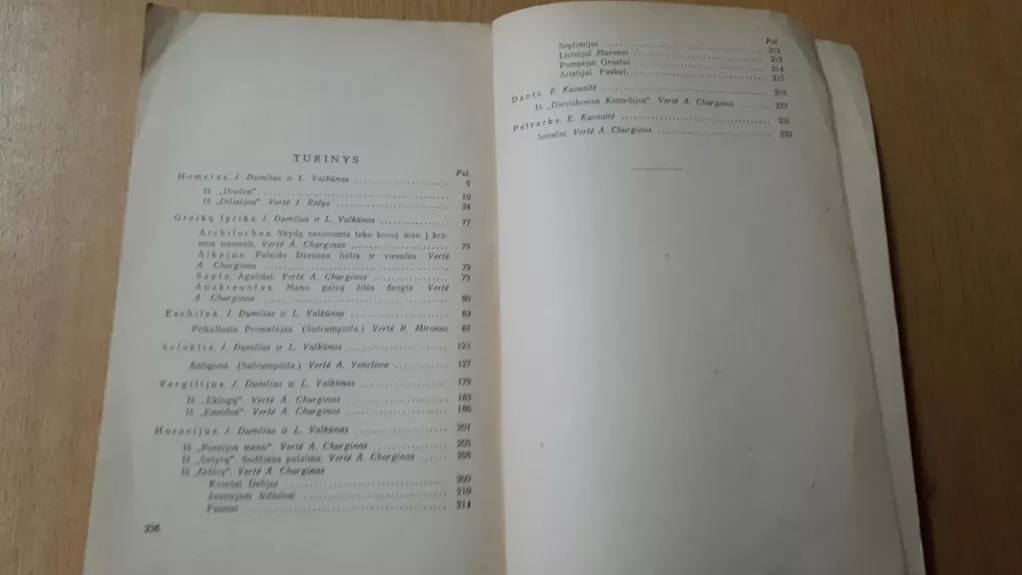 TURINYS
Psl.
Homeras. J. Dumčius ir L. Valkūnas 5
Iš „Iliados“ 10
Iš „Odisėjos“. Vertė J. Ralys 34
Graikų lyrika. J. Dumčius ir L. Valkūnas 77
Archilochas. Skydą nenoromis teko kovoj man į krū-
mus numesti. Vertė A. Churginas 79
Alkajus. Paleido Dzeusas liūtis ir viesulus. Vertė
A. Churginas 79
Sapfo. Agalidei. Vertė A. Churginas 79
Anakreontas. Mano galvą žilės dengia. Vertė
A. Churginas 80
Eschilas. J. Dumčius ir L. Valkūnas 83
Prikaltasis Prometėjas. (Sutrumpinta.) Vertė R. Mironas 87
Sofoklis. J. Dumčius ir L. Valkūnas 123
Antigonė. (Sutrumpinta.) Vertė A. Venclova 127
Vergilijus. J. Dumčius ir L. Valkūnas 179
Iš „Eklogų“. Vertė A. Churginas 183
Iš „Eneidos“. Vertė A. Churginas 186
Horacijus. J. Dumčius ir L. Valkūnas 201
Iš „Poezijos meno“. Vertė A. Churginas 205
Iš „Satyrų“. Sodžiaus palaima. Vertė A. Churginas 208
Iš „Odžių“. Vertė A. Churginas
Kvintui Delijui 209
Jaunajam 210
Faunui 211
236
Psl.
Septimijui 212
Licinijui Murenai 213
Pompėjui Grosfui 214
Aristijui Fuskui 215
Dantė. E. Kuosaitė 219
Iš „Dieviškosios Komedijos“. Vertė A. Churginas 223
Petrarka. E. Kuosaitė 231
Sonetai. Vertė A. Churginas 233